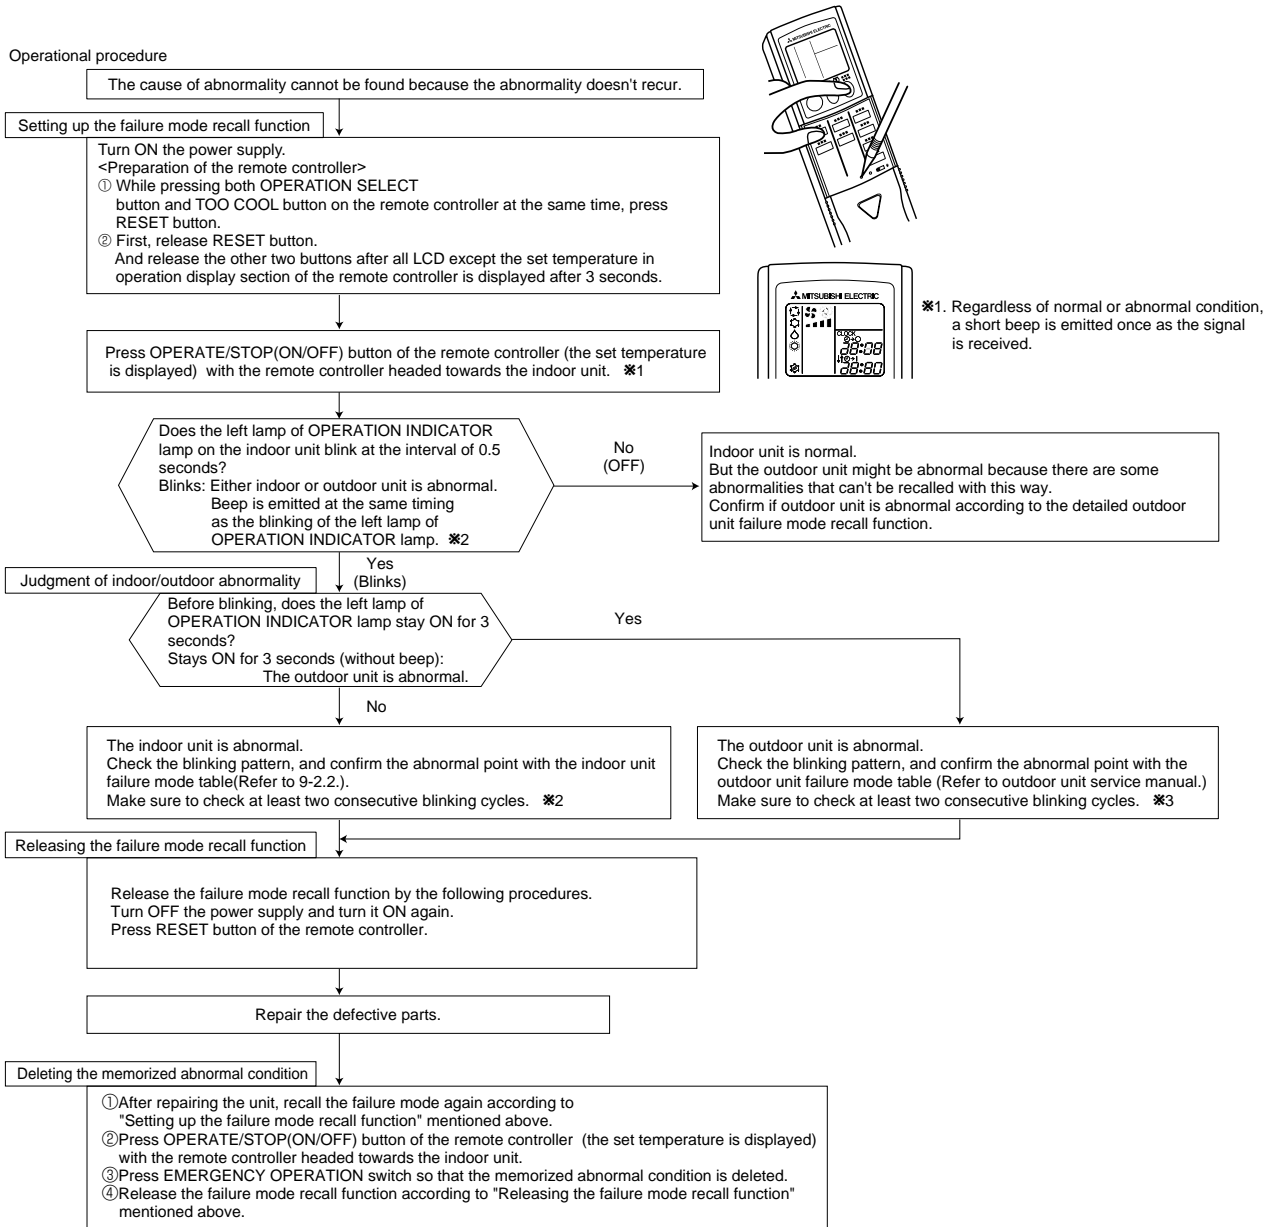 Operational procedure
The cause of abnormality cannot be found because the abnormality doesn't recur.
Setting up the failure mode recall function
Turn ON the power supply.
<Preparation of the remote controller>
① While pressing both OPERATION SELECT
button and TOO COOL button on the remote controller at the same time, press
RESET button.
② First, release RESET button.
And release the other two buttons after all LCD except the set temperature in
operation display section of the remote controller is displayed after 3 seconds.
MITSUBISHI ELECTRIC
MITSUBISHI ELECTRIC
CLOCK
28:08
28:80
※1. Regardless of normal or abnormal condition,
a short beep is emitted once as the signal
is received.
Press OPERATE/STOP(ON/OFF) button of the remote controller (the set temperature
is displayed) with the remote controller headed towards the indoor unit. ※1
Does the left lamp of OPERATION INDICATOR
lamp on the indoor unit blink at the interval of 0.5
seconds?
Blinks: Either indoor or outdoor unit is abnormal.
Beep is emitted at the same timing
as the blinking of the left lamp of
OPERATION INDICATOR lamp. ※2
No
(OFF)
Indoor unit is normal.
But the outdoor unit might be abnormal because there are some
abnormalities that can't be recalled with this way.
Confirm if outdoor unit is abnormal according to the detailed outdoor
unit failure mode recall function.
Yes
(Blinks)
Judgment of indoor/outdoor abnormality
Before blinking, does the left lamp of
OPERATION INDICATOR lamp stay ON for 3
seconds?
Stays ON for 3 seconds (without beep):
The outdoor unit is abnormal.
Yes
No
The indoor unit is abnormal.
Check the blinking pattern, and confirm the abnormal point with the indoor unit
failure mode table(Refer to 9-2.2.).
Make sure to check at least two consecutive blinking cycles. ※2
The outdoor unit is abnormal.
Check the blinking pattern, and confirm the abnormal point with the
outdoor unit failure mode table (Refer to outdoor unit service manual.)
Make sure to check at least two consecutive blinking cycles. ※3
Releasing the failure mode recall function
Release the failure mode recall function by the following procedures.
Turn OFF the power supply and turn it ON again.
Press RESET button of the remote controller.
Repair the defective parts.
Deleting the memorized abnormal condition
①After repairing the unit, recall the failure mode again according to
"Setting up the failure mode recall function" mentioned above.
②Press OPERATE/STOP(ON/OFF) button of the remote controller (the set temperature is displayed)
with the remote controller headed towards the indoor unit.
③Press EMERGENCY OPERATION switch so that the memorized abnormal condition is deleted.
④Release the failure mode recall function according to "Releasing the failure mode recall function"
mentioned above.